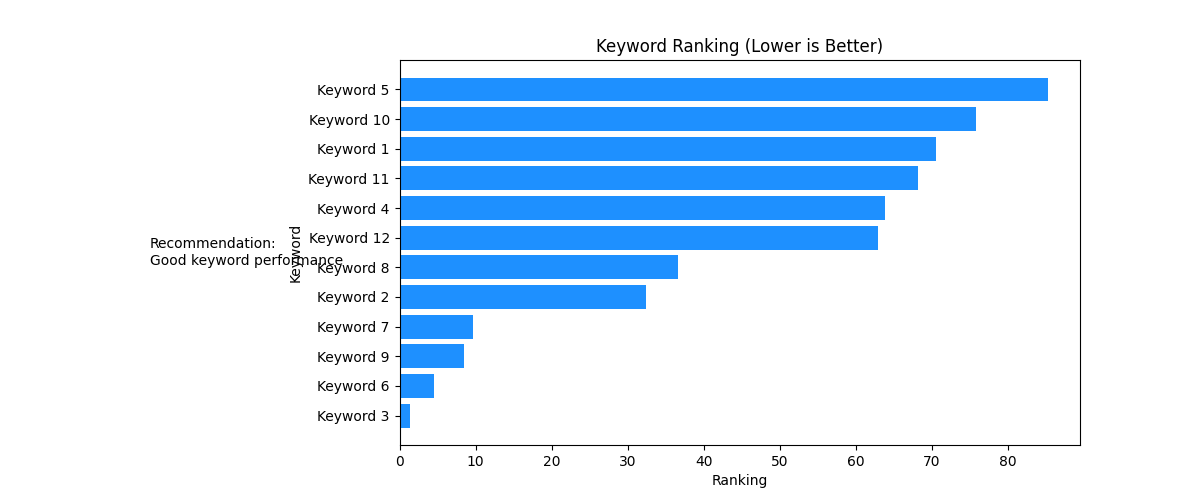 Keyword Ranking (Lower is Better)
Keyword 5
Keyword 10
Keyword 1
Keyword 11
Keyword 4
Keyword 12
Keyword 8
Keyword 2
Keyword 7
Keyword 9
Keyword 6
Keyword 3
Keyword
Recommendation:
Good keyword performance
0 10 20 30 40 50 60 70 80
Ranking